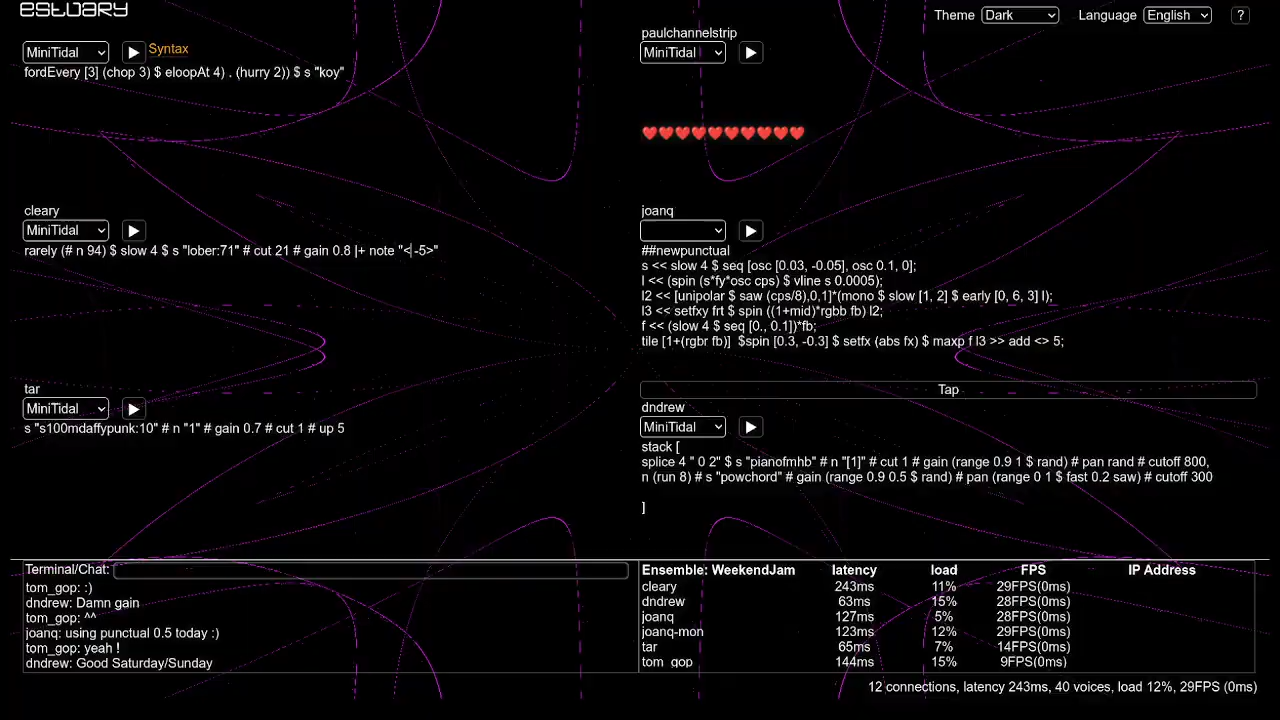 estuary
Theme Dark Language English ?
MiniTidal ▶ Syntax
fordEvery [3] (chop 3) $ eloopAt 4) . (hurry 2)) $ s "koy"
paulchannelstrip
MiniTidal ▶
❤️❤️❤️❤️❤️❤️❤️❤️❤️❤️
cleary
MiniTidal ▶
rarely (# n 94) $ slow 4 $ s "lober:71" # cut 21 # gain 0.8 |+ note "< -5>"
joanq
▶
##newpunctual
s << slow 4 $ seq [osc [0.03, -0.05], osc 0.1, 0];
l << (spin (s*fy*osc cps) $ vline s 0.0005);
l2 << [unipolar $ saw (cps/8),0,1]*(mono $ slow [1, 2] $ early [0, 6, 3] l);
l3 << setfxy frt $ spin ((1+mid)*rgbb fb) l2;
f << (slow 4 $ seq [0., 0.1])*fb;
tile [1+(rgbr fb)]  $spin [0.3, -0.3] $ setfx (abs fx) $ maxp f l3 >> add <> 5;
tar
MiniTidal ▶
s "s100mdaffypunk:10" # n "1" # gain 0.7 # cut 1 # up 5
Tap
dndrew
MiniTidal ▶
stack [
splice 4 " 0 2" $ s "pianofmhb" # n "[1]" # cut 1 # gain (range 0.9 1 $ rand) # pan rand # cutoff 800,
n (run 8) # s "powchord" # gain (range 0.9 0.5 $ rand) # pan (range 0 1 $ fast 0.2 saw) # cutoff 300
]
Terminal/Chat:
tom_gop: :)
dndrew: Damn gain
tom_gop: ^^
joanq: using punctual 0.5 today :)
tom_gop: yeah !
dndrew: Good Saturday/Sunday
Ensemble: WeekendJam latency load FPS IP Address
cleary 243ms 11% 29FPS(0ms)
dndrew 63ms 15% 28FPS(0ms)
joanq 127ms 5% 28FPS(0ms)
joanq-mon 123ms 12% 29FPS(0ms)
tar 65ms 7% 14FPS(0ms)
tom_gop 144ms 15% 9FPS(0ms)
12 connections, latency 243ms, 40 voices, load 12%, 29FPS (0ms)